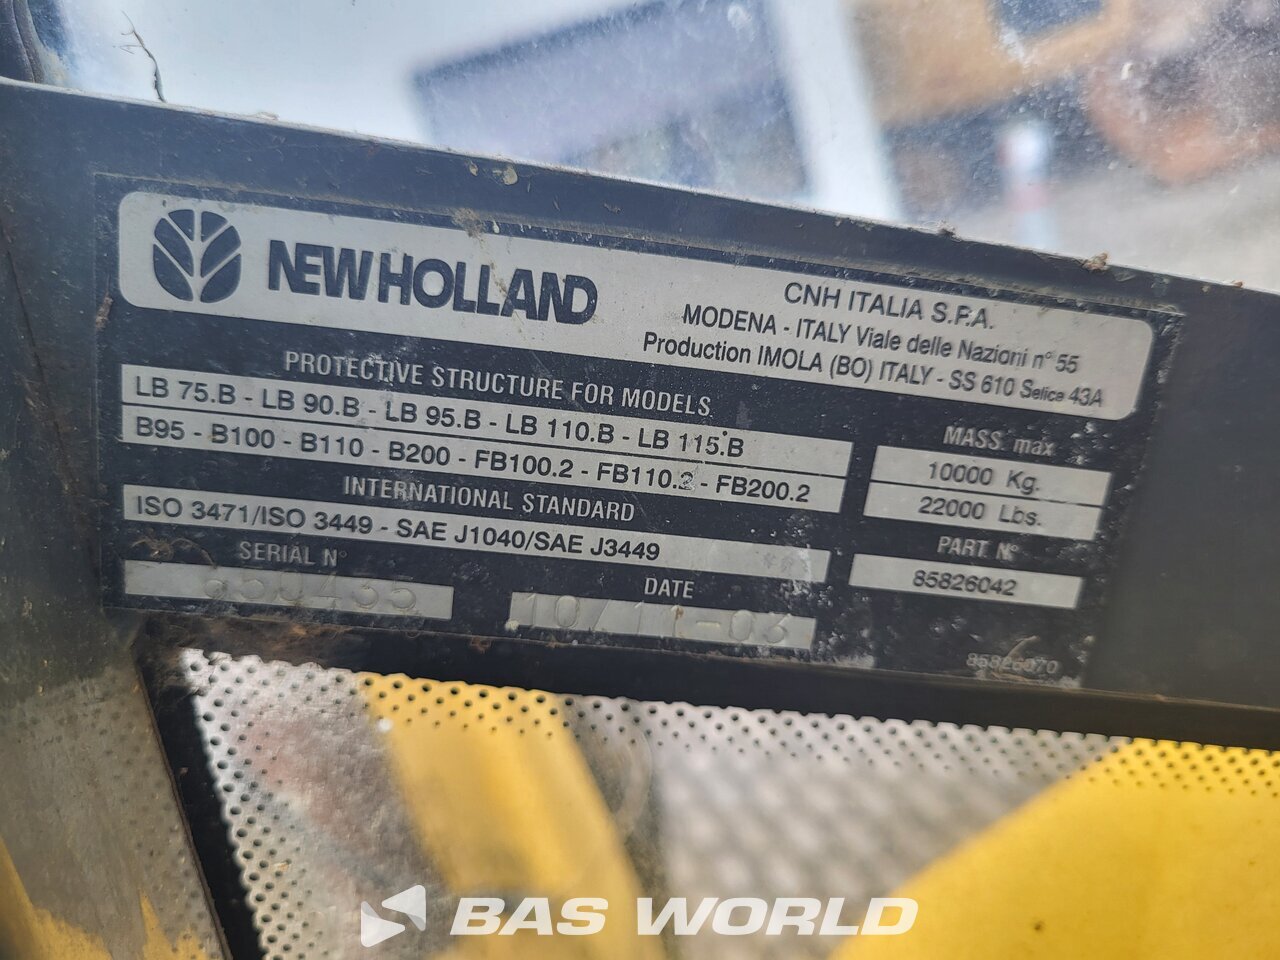 NEW HOLLAND
CNH ITALIA S.P.A.
MODENA - ITALY Viale delle Nazioni n° 55
Production IMOLA (BO) ITALY - SS 610 Selice 43A
PROTECTIVE STRUCTURE FOR MODELS
LB 75.B - LB 90.B - LB 95.B - LB 110.B - LB 115.B
B95 - B100 - B110 - B200 - FB100.2 - FB110.2 - FB200.2
MASS max
10000 Kg.
22000 Lbs.
INTERNATIONAL STANDARD
ISO 3471/ISO 3449 - SAE J1040/SAE J3449
PART N°
85826042
SERIAL N°
DATE
10/11-03
85826070
BAS WORLD